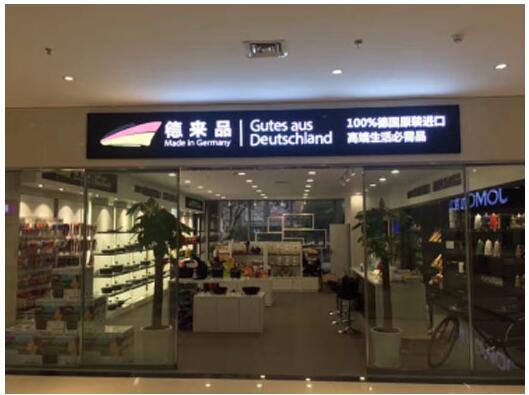 德来品
Made in Germany
Gutes aus
Deutschland
100%德国原装进口
高端生活必需品